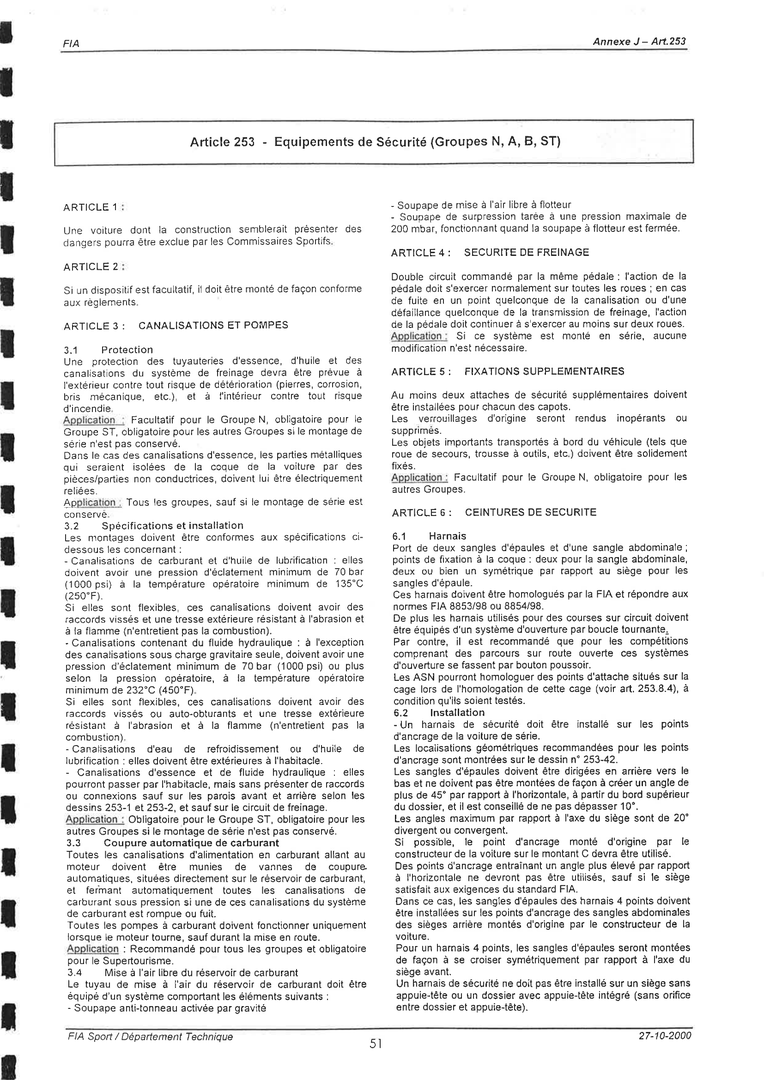 FIA
Annexe J – Art.253
Article 253 - Equipements de Sécurité (Groupes N, A, B, ST)
ARTICLE 1 :
Une voiture dont la construction semblerait présenter des
dangers pourra être exclue par les Commissaires Sportifs.
ARTICLE 2 :
Si un dispositif est facultatif, il doit être monté de façon conforme
aux règlements.
ARTICLE 3 : CANALISATIONS ET POMPES
3.1 Protection
Une protection des tuyauteries d'essence, d'huile et des
canalisations du système de freinage devra être prévue à
l'extérieur contre tout risque de détérioration (pierres, corrosion,
bris mécanique, etc.), et à l'intérieur contre tout risque
d'incendie.
Application : Facultatif pour le Groupe N, obligatoire pour le
Groupe ST, obligatoire pour les autres Groupes si le montage de
série n'est pas conservé.
Dans le cas des canalisations d'essence, les parties métalliques
qui seraient isolées de la coque de la voiture par des
pièces/parties non conductrices, doivent lui être électriquement
reliées.
Application : Tous les groupes, sauf si le montage de série est
conservé.
3.2 Spécifications et installation
Les montages doivent être conformes aux spécifications ci-
dessous les concernant :
- Canalisations de carburant et d'huile de lubrification : elles
doivent avoir une pression d'éclatement minimum de 70 bar
(1000 psi) à la température opératoire minimum de 135°C
(250°F).
Si elles sont flexibles, ces canalisations doivent avoir des
raccords vissés et une tresse extérieure résistant à l'abrasion et
à la flamme (n'entretient pas la combustion).
- Canalisations contenant du fluide hydraulique : à l'exception
des canalisations sous charge gravitaire seule, doivent avoir une
pression d'éclatement minimum de 70 bar (1000 psi) ou plus
selon la pression opératoire, à la température opératoire
minimum de 232°C (450°F).
Si elles sont flexibles, ces canalisations doivent avoir des
raccords vissés ou auto-obturants et une tresse extérieure
résistant à l'abrasion et à la flamme (n'entretient pas la
combustion).
- Canalisations d'eau de refroidissement ou d'huile de
lubrification : elles doivent être extérieures à l'habitacle.
- Canalisations d'essence et de fluide hydraulique : elles
pourront passer par l'habitacle, mais sans présenter de raccords
ou connexions sauf sur les parois avant et arrière selon les
dessins 253-1 et 253-2, et sauf sur le circuit de freinage.
Application : Obligatoire pour le Groupe ST, obligatoire pour les
autres Groupes si le montage de série n'est pas conservé.
3.3 Coupure automatique de carburant
Toutes les canalisations d'alimentation en carburant allant au
moteur doivent être munies de vannes de coupure
automatiques, situées directement sur le réservoir de carburant,
et fermant automatiquement toutes les canalisations de
carburant sous pression si une de ces canalisations du système
de carburant est rompue ou fuit.
Toutes les pompes à carburant doivent fonctionner uniquement
lorsque le moteur tourne, sauf durant la mise en route.
Application : Recommandé pour tous les groupes et obligatoire
pour le Supertourisme.
3.4 Mise à l'air libre du réservoir de carburant
Le tuyau de mise à l'air du réservoir de carburant doit être
équipé d'un système comportant les éléments suivants :
- Soupape anti-tonneau activée par gravité
- Soupape de mise à l'air libre à flotteur
- Soupape de surpression tarée à une pression maximale de
200 mbar, fonctionnant quand la soupape à flotteur est fermée.
ARTICLE 4 : SECURITE DE FREINAGE
Double circuit commandé par la même pédale : l'action de la
pédale doit s'exercer normalement sur toutes les roues ; en cas
de fuite en un point quelconque de la canalisation ou d'une
défaillance quelconque de la transmission de freinage, l'action
de la pédale doit continuer à s'exercer au moins sur deux roues.
Application : Si ce système est monté en série, aucune
modification n'est nécessaire.
ARTICLE 5 : FIXATIONS SUPPLEMENTAIRES
Au moins deux attaches de sécurité supplémentaires doivent
être installées pour chacun des capots.
Les verrouillages d'origine seront rendus inopérants ou
supprimés.
Les objets importants transportés à bord du véhicule (tels que
roue de secours, trousse à outils, etc.) doivent être solidement
fixés.
Application : Facultatif pour le Groupe N, obligatoire pour les
autres Groupes.
ARTICLE 6 : CEINTURES DE SECURITE
6.1 Harnais
Port de deux sangles d'épaules et d'une sangle abdominale ;
points de fixation à la coque : deux pour la sangle abdominale,
deux ou bien un symétrique par rapport au siège pour les
sangles d'épaule.
Ces harnais doivent être homologués par la FIA et répondre aux
normes FIA 8853/98 ou 8854/98.
De plus les harnais utilisés pour des courses sur circuit doivent
être équipés d'un système d'ouverture par boucle tournante.
Par contre, il est recommandé que pour les compétitions
comprenant des parcours sur route ouverte ces systèmes
d'ouverture se fassent par bouton poussoir.
Les ASN pourront homologuer des points d'attache situés sur la
cage lors de l'homologation de cette cage (voir art. 253.8.4), à
condition qu'ils soient testés.
6.2 Installation
- Un harnais de sécurité doit être installé sur les points
d'ancrage de la voiture de série.
Les localisations géométriques recommandées pour les points
d'ancrage sont montrées sur le dessin n° 253-42.
Les sangles d'épaules doivent être dirigées en arrière vers le
bas et ne doivent pas être montées de façon à créer un angle de
plus de 45° par rapport à l'horizontale, à partir du bord supérieur
du dossier, et il est conseillé de ne pas dépasser 10°.
Les angles maximum par rapport à l'axe du siège sont de 20°
divergent ou convergent.
Si possible, le point d'ancrage monté d'origine par le
constructeur de la voiture sur le montant C devra être utilisé.
Des points d'ancrage entraînant un angle plus élevé par rapport
à l'horizontale ne devront pas être utilisés, sauf si le siège
satisfait aux exigences du standard FIA.
Dans ce cas, les sangles d'épaules des harnais 4 points doivent
être installées sur les points d'ancrage des sangles abdominales
des sièges arrière montés d'origine par le constructeur de la
voiture.
Pour un harnais 4 points, les sangles d'épaules seront montées
de façon à se croiser symétriquement par rapport à l'axe du
siège avant.
Un harnais de sécurité ne doit pas être installé sur un siège sans
appuie-tête ou un dossier avec appuie-tête intégré (sans orifice
entre dossier et appuie-tête).
FIA Sport / Département Technique
51
27-10-2000